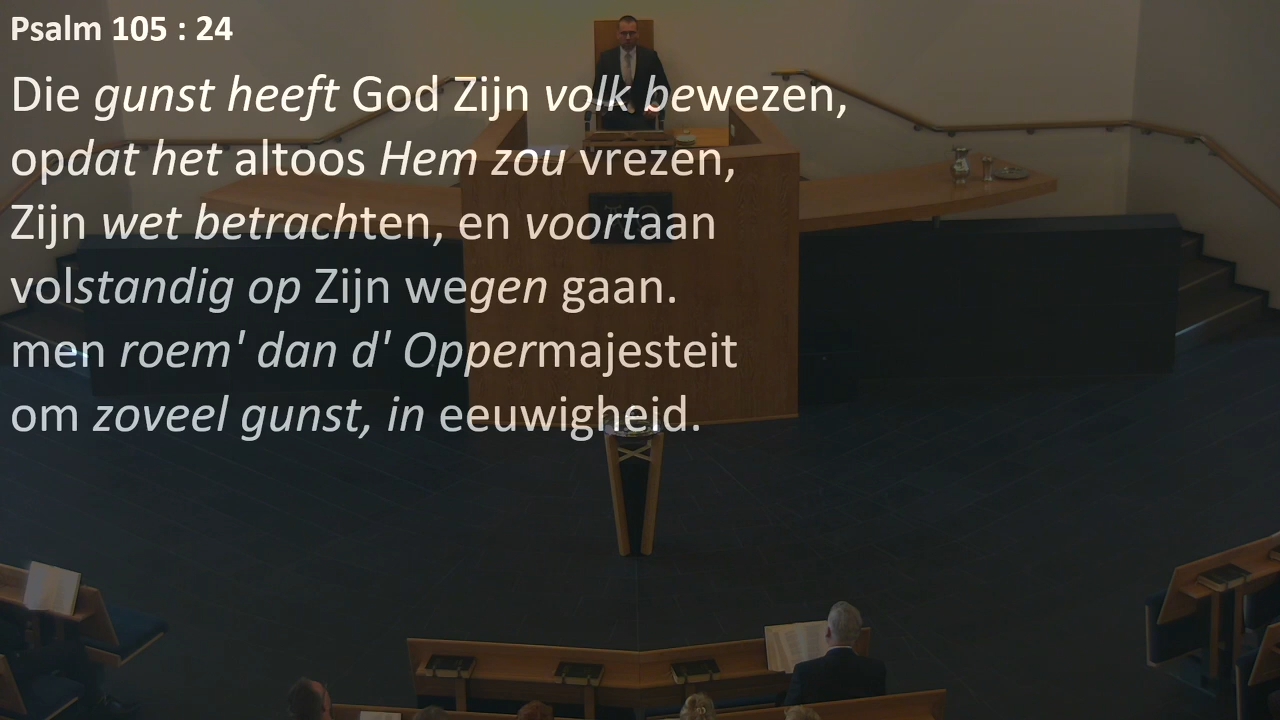 Psalm 105 : 24
Die gunst heeft God Zijn volk bewezen,
opdat het altoos Hem zou vrezen,
Zijn wet betrachten, en voortaan
volstandig op Zijn wegen gaan.
men roem' dan d' Oppermajesteit
om zoveel gunst, in eeuwigheid.